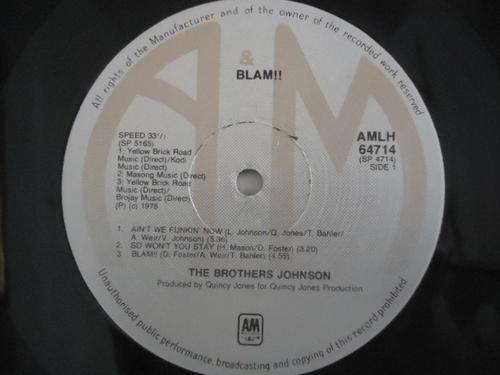 All rights of the Manufacturer and of the owner of the recorded work reserved
&
AM
BLAM!!
SPEED 33⅓
(SP 5165)
1: Yellow Brick Road
Music (Direct)/Kodi
Music (Direct)
2: Masong Music (Direct)
3: Yellow Brick Road
Music (Direct)/
Brojay Music (Direct)
(P) (c) 1978
AMLH
64714
(SP 4714)
SIDE 1
1. AIN'T WE FUNKIN' NOW (L. Johnson/Q. Jones/T. Bahler/
A. Weir/V. Johnson) (5.36)
2. SO WON'T YOU STAY (H. Mason/D. Foster) (3.20)
3. BLAM!! (D. Foster/A. Weir/T. Bahler) (4.55)
THE BROTHERS JOHNSON
Produced by Quincy Jones for Quincy Jones Production
AM
Unauthorised public performance, broadcasting and copying of this record prohibited